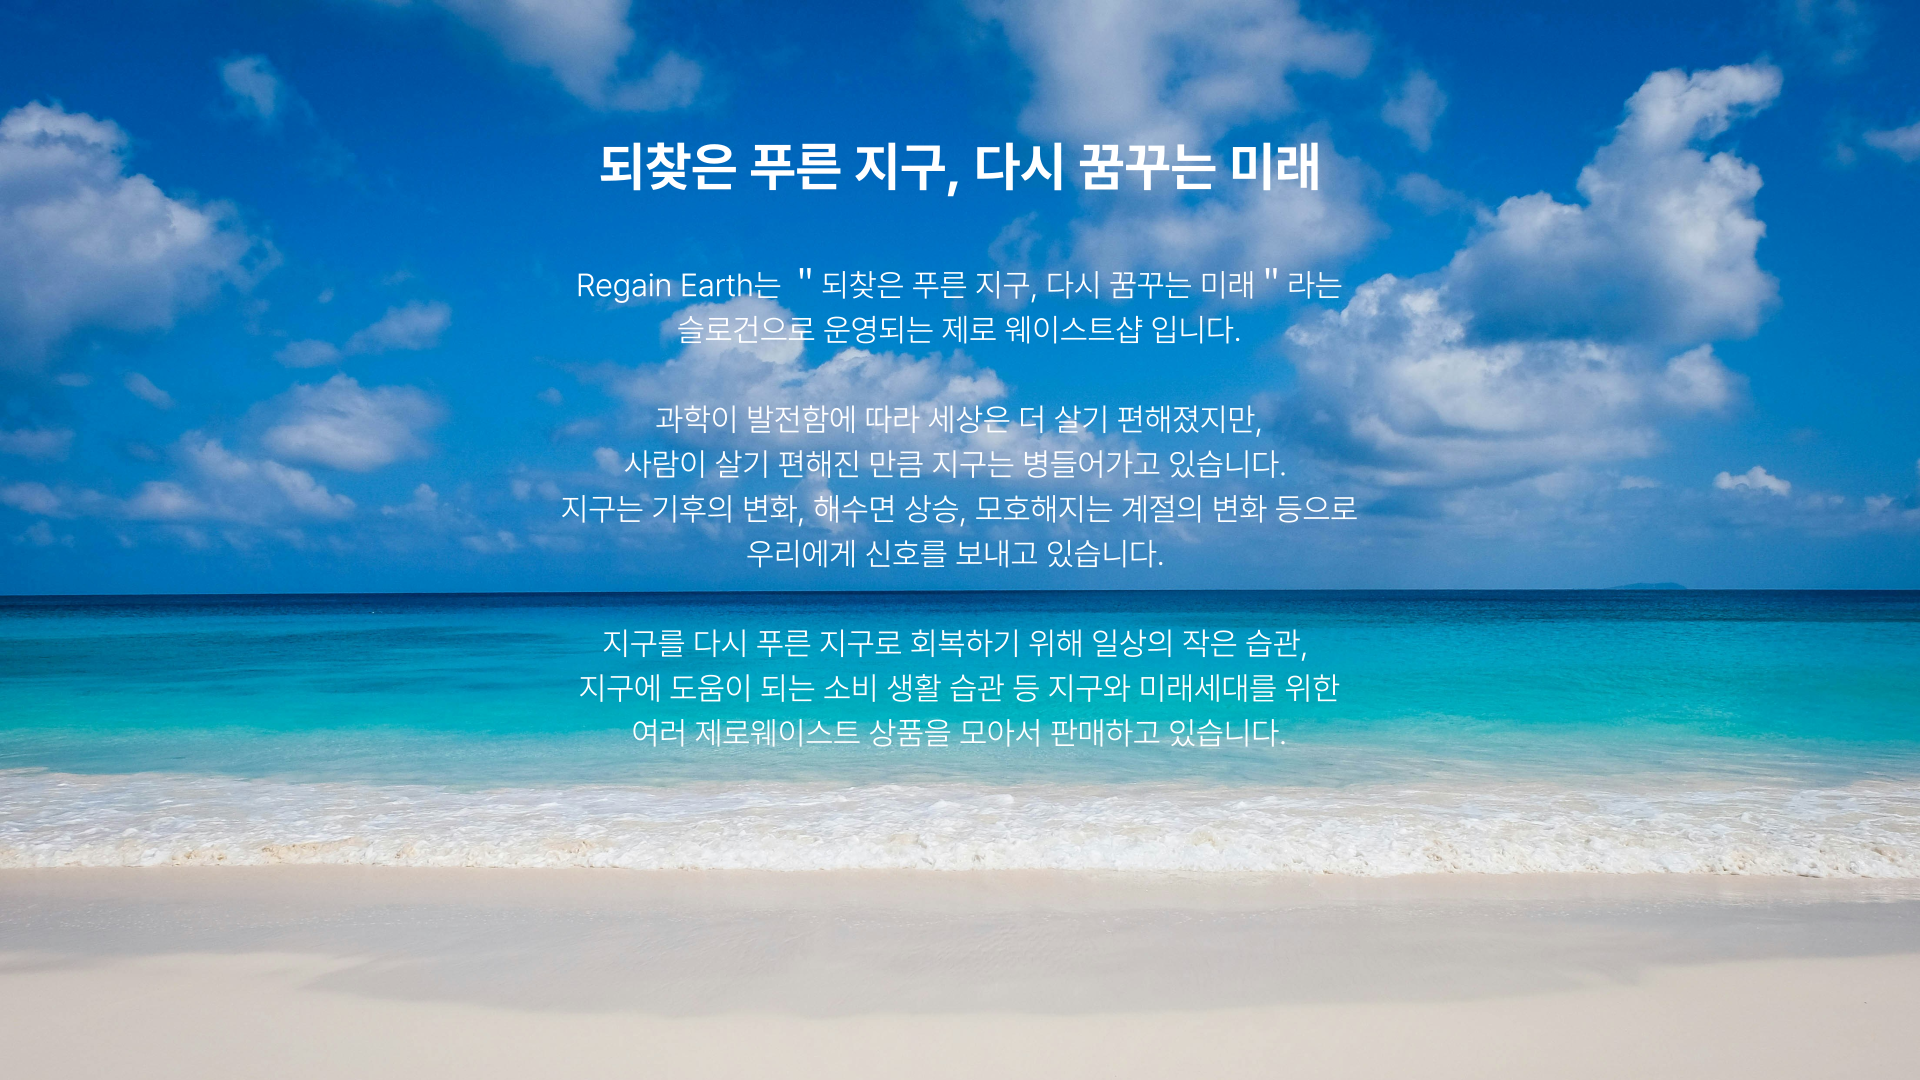 되찾은 푸른 지구, 다시 꿈꾸는 미래
Regain Earth는 " 되찾은 푸른 지구, 다시 꿈꾸는 미래 " 라는
슬로건으로 운영되는 제로 웨이스트샵 입니다.
과학이 발전함에 따라 세상은 더 살기 편해졌지만,
사람이 살기 편해진 만큼 지구는 병들어가고 있습니다.
지구는 기후의 변화, 해수면 상승, 모호해지는 계절의 변화 등으로
우리에게 신호를 보내고 있습니다.
지구를 다시 푸른 지구로 회복하기 위해 일상의 작은 습관,
지구에 도움이 되는 소비 생활 습관 등 지구와 미래세대를 위한
여러 제로웨이스트 상품을 모아서 판매하고 있습니다.